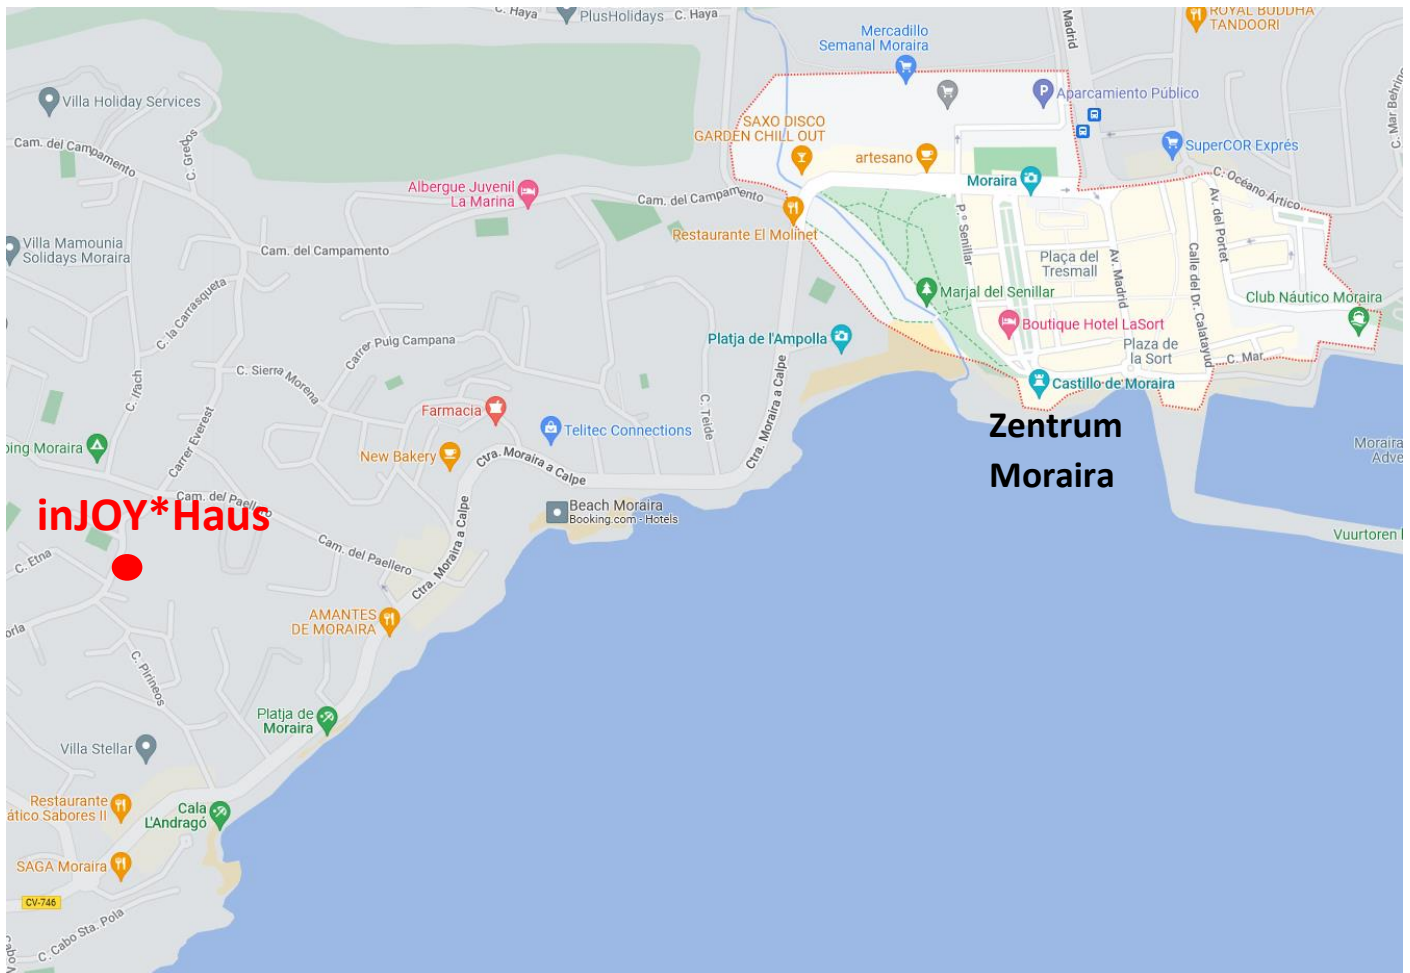 C. Haya
PlusHolidays
C. Haya
Madrid
ROYAL BUDDHA
TANDOORI
Mercadillo
Semanal Moraira
Villa Holiday Services
P
Aparcamiento Público
C. Mar Behring
SAXO DISCO
GARDEN CHILL OUT
Cam. del Campamento
C. Gregos
artesano
SuperCOR Exprés
Albergue Juvenil
La Marina
Moraira
C. Océano Ártico
Cam. del Campamento
Av. del Portet
Restaurante El Molinet
P.º Senillar
Villa Mamounia
Solidays Moraira
Cam. del Campamento
Plaça del
Tresmall
Av. Madrid
Calle del Dr. Calatayud
C. la Carrasqueta
Marjal del Senillar
Club Náutico Moraira
Boutique Hotel LaSort
Carrer Puig Campana
Platja de l'Ampolla
Plaza de
la Sort
C. Mar
C. Sierra Morena
C. Ifach
Castillo de Moraira
Ctra. Moraira a Calpe
C. Teide
Farmacia
Telitec Connections
Zentrum
Moraira
Carrer Everest
ping Moraira
New Bakery
Ctra. Moraira a Calpe
Moraira
Adve
Cam. del Paellero
inJOY*Haus
Beach Moraira
Booking.com - Hotels
Vuurtoren
C. Etna
Cam. del Paellero
Ctra. Moraira a Calpe
AMANTES
DE MORAIRA
oria
C. Pirineos
Platja de
Moraira
Villa Stellar
Restaurante
ático Sabores II
Cala
L'Andragó
SAGA Moraira
CV-746
C. Cabo Sta. Pola